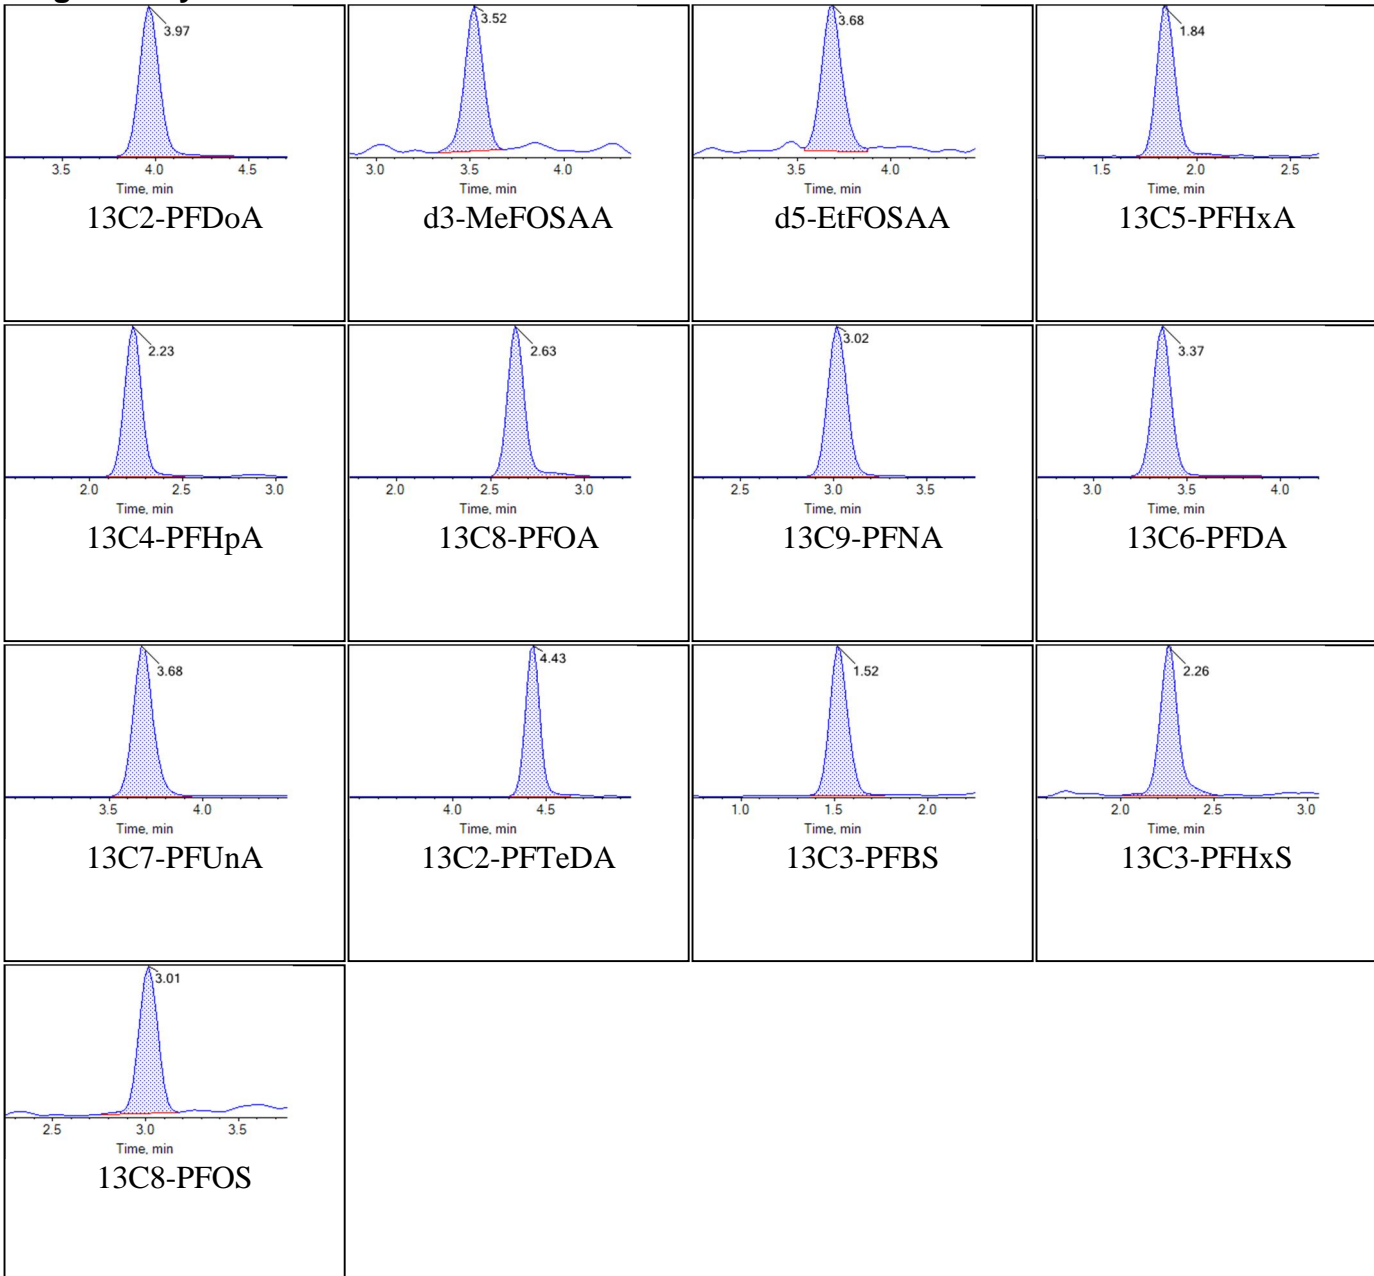 3.97
3.5 4.0 4.5
Time, min
13C2-PFDoA
3.52
3.0 3.5 4.0
Time, min
d3-MeFOSAA
3.68
3.5 4.0
Time, min
d5-EtFOSAA
1.84
1.5 2.0 2.5
Time, min
13C5-PFHxA
2.23
2.0 2.5 3.0
Time, min
13C4-PFHpA
2.63
2.0 2.5 3.0
Time, min
13C8-PFOA
3.02
2.5 3.0 3.5
Time, min
13C9-PFNA
3.37
3.0 3.5 4.0
Time, min
13C6-PFDA
3.68
3.5 4.0
Time, min
13C7-PFUnA
4.43
4.0 4.5
Time, min
13C2-PFTeDA
1.52
1.0 1.5 2.0
Time, min
13C3-PFBS
2.26
2.0 2.5 3.0
Time, min
13C3-PFHxS
3.01
2.5 3.0 3.5
Time, min
13C8-PFOS